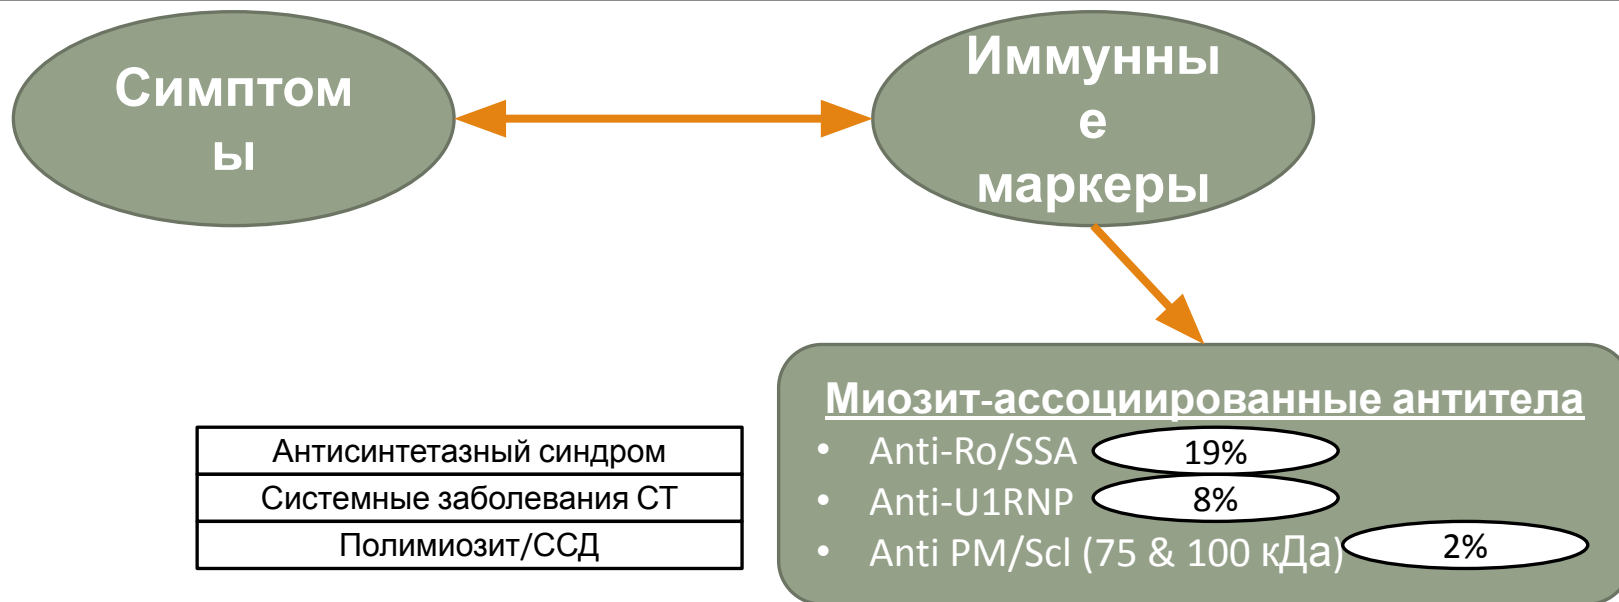 Симптом
ы
Иммунны
е
маркеры
Миозит-ассоциированные антитела
• Anti-Ro/SSA 19%
• Anti-U1RNP 8%
• Anti PM/Scl (75 & 100 кДа) 2%
Антисинтетазный синдром
Системные заболевания СТ
Полимиозит/ССД